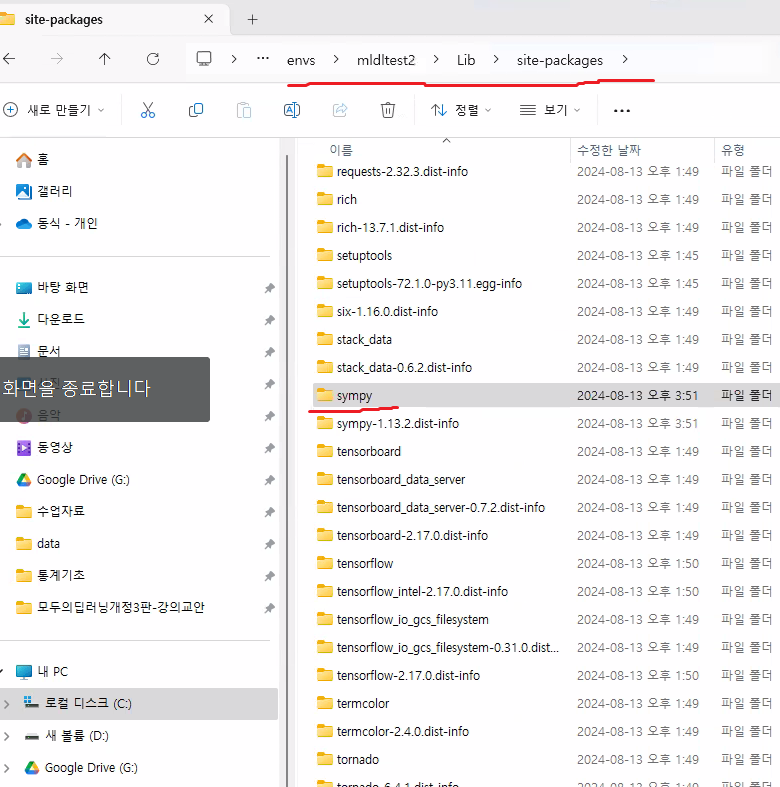 site-packages
envs > mldltest2 > Lib > site-packages >
새로 만들기 정렬 보기
이름 수정한 날짜 유형
홈
갤러리
동식 - 개인
바탕 화면
다운로드
문서
화면을 종료합니다
음악
동영상
Google Drive (G:)
수업자료
data
통계기초
모두의딥러닝개정3판-강의교안
내 PC
로컬 디스크 (C:)
새 볼륨 (D:)
Google Drive (G:)
requests-2.32.3.dist-info 2024-08-13 오후 1:49 파일 폴더
rich 2024-08-13 오후 1:49 파일 폴더
rich-13.7.1.dist-info 2024-08-13 오후 1:49 파일 폴더
setuptools 2024-08-13 오후 1:45 파일 폴더
setuptools-72.1.0-py3.11.egg-info 2024-08-13 오후 1:45 파일 폴더
six-1.16.0.dist-info 2024-08-13 오후 1:49 파일 폴더
stack_data 2024-08-13 오후 1:49 파일 폴더
stack_data-0.6.2.dist-info 2024-08-13 오후 1:49 파일 폴더
sympy 2024-08-13 오후 3:51 파일 폴더
sympy-1.13.2.dist-info 2024-08-13 오후 3:51 파일 폴더
tensorboard 2024-08-13 오후 1:49 파일 폴더
tensorboard_data_server 2024-08-13 오후 1:49 파일 폴더
tensorboard_data_server-0.7.2.dist-info 2024-08-13 오후 1:49 파일 폴더
tensorboard-2.17.0.dist-info 2024-08-13 오후 1:49 파일 폴더
tensorflow 2024-08-13 오후 1:50 파일 폴더
tensorflow_intel-2.17.0.dist-info 2024-08-13 오후 1:50 파일 폴더
tensorflow_io_gcs_filesystem 2024-08-13 오후 1:49 파일 폴더
tensorflow_io_gcs_filesystem-0.31.0.dist... 2024-08-13 오후 1:49 파일 폴더
tensorflow-2.17.0.dist-info 2024-08-13 오후 1:50 파일 폴더
termcolor 2024-08-13 오후 1:49 파일 폴더
termcolor-2.4.0.dist-info 2024-08-13 오후 1:49 파일 폴더
tornado 2024-08-13 오후 1:49 파일 폴더
tornado-6.4.1.dist-info 2024-08-13 오후 1:49 파일 폴더